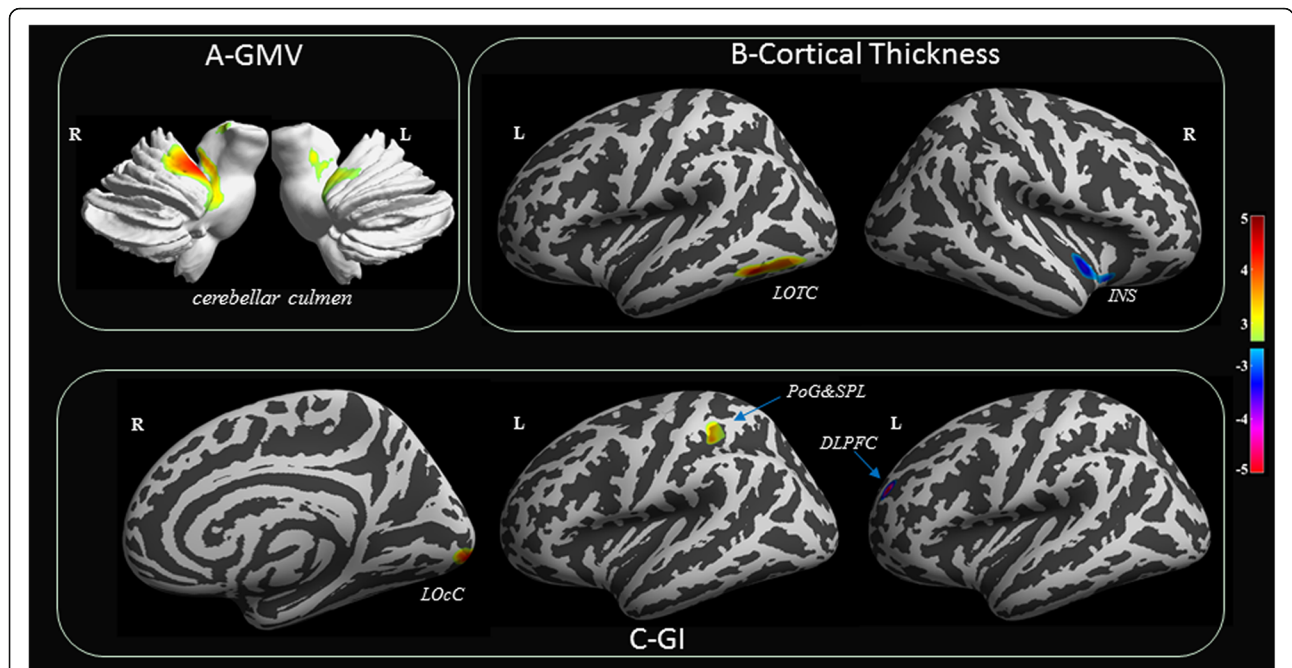 A-GMV
R
L
cerebellar culmen
B-Cortical Thickness
L
R
LOTC
INS
5
4
3
-3
-4
-5
R
L
PoG&SPL
L
DLPFC
LOcC
C-GI